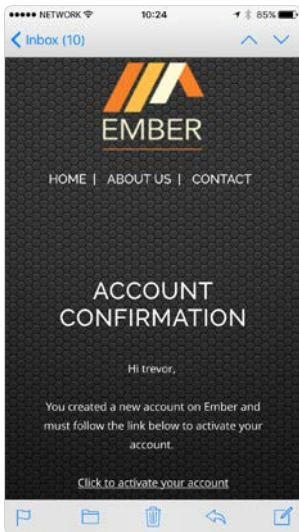 NETWORK 10:24 85%
Inbox (10)
EMBER
HOME | ABOUT US | CONTACT
ACCOUNT
CONFIRMATION
Hi trevor,
You created a new account on Ember and
must follow the link below to activate your
account.
Click to activate your account